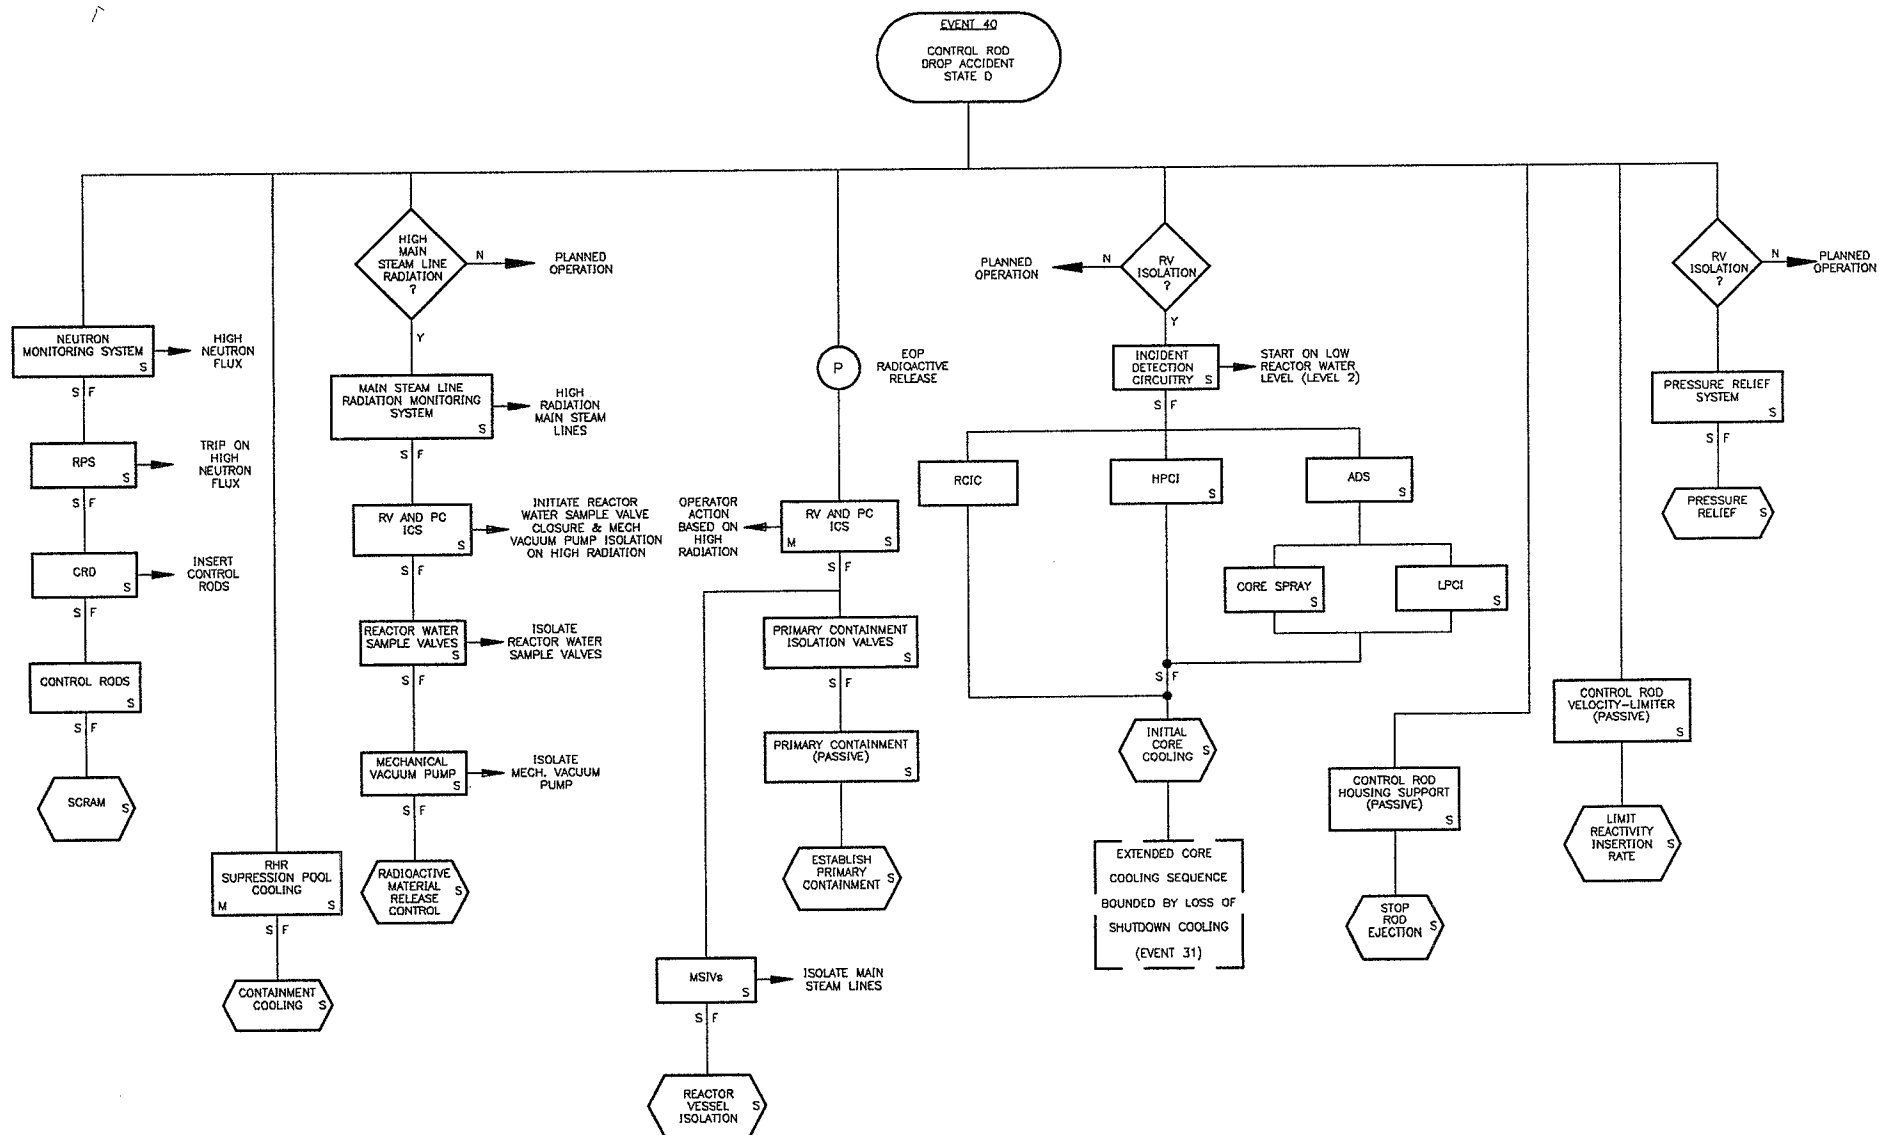 EVENT 40
CONTROL ROD
DROP ACCIDENT
STATE D
NEUTRON
MONITORING SYSTEM
S
HIGH
NEUTRON
FLUX
S F
RPS
S
TRIP ON
HIGH
NEUTRON
FLUX
S F
CRD
S
INSERT
CONTROL
RODS
S F
CONTROL RODS
S
S F
SCRAM
S
RHR
SUPRESSION POOL
COOLING
M S
S F
CONTAINMENT
COOLING
S
HIGH
MAIN
STEAM LINE
RADIATION
?
N
PLANNED
OPERATION
Y
MAIN STEAM LINE
RADIATION MONITORING
SYSTEM
S
HIGH
RADIATION
MAIN STEAM
LINES
S F
RV AND PC
ICS
S
INITIATE REACTOR
WATER SAMPLE VALVE
CLOSURE & MECH
VACUUM PUMP ISOLATION
ON HIGH RADIATION
S F
REACTOR WATER
SAMPLE VALVES
S
ISOLATE
REACTOR WATER
SAMPLE VALVES
S F
MECHANICAL
VACUUM PUMP
S
ISOLATE
MECH. VACUUM
PUMP
S F
RADIOACTIVE
MATERIAL
RELEASE
CONTROL
S
P
EOP
RADIOACTIVE
RELEASE
OPERATOR
ACTION
BASED ON
HIGH
RADIATION
RV AND PC
ICS
M S
S F
PRIMARY CONTAINMENT
ISOLATION VALVES
S
S F
PRIMARY CONTAINMENT
(PASSIVE)
S
ESTABLISH
PRIMARY
CONTAINMENT
S
MSIVs
S
ISOLATE MAIN
STEAM LINES
S F
REACTOR
VESSEL
ISOLATION
S
PLANNED
OPERATION
N
RV
ISOLATION
?
Y
INCIDENT
DETECTION
CIRCUITRY
S
START ON LOW
REACTOR WATER
LEVEL (LEVEL 2)
S F
RCIC
HPCI
S
ADS
S
CORE SPRAY
S
LPCI
S
S F
INITIAL
CORE
COOLING
S
EXTENDED CORE
COOLING SEQUENCE
BOUNDED BY LOSS OF
SHUTDOWN COOLING
(EVENT 31)
CONTROL ROD
HOUSING SUPPORT
(PASSIVE)
S
STOP
ROD
EJECTION
S
CONTROL ROD
VELOCITY-LIMITER
(PASSIVE)
S
LIMIT
REACTIVITY
INSERTION
RATE
S
RV
ISOLATION
?
N
PLANNED
OPERATION
PRESSURE RELIEF
SYSTEM
S
S F
PRESSURE
RELIEF
S